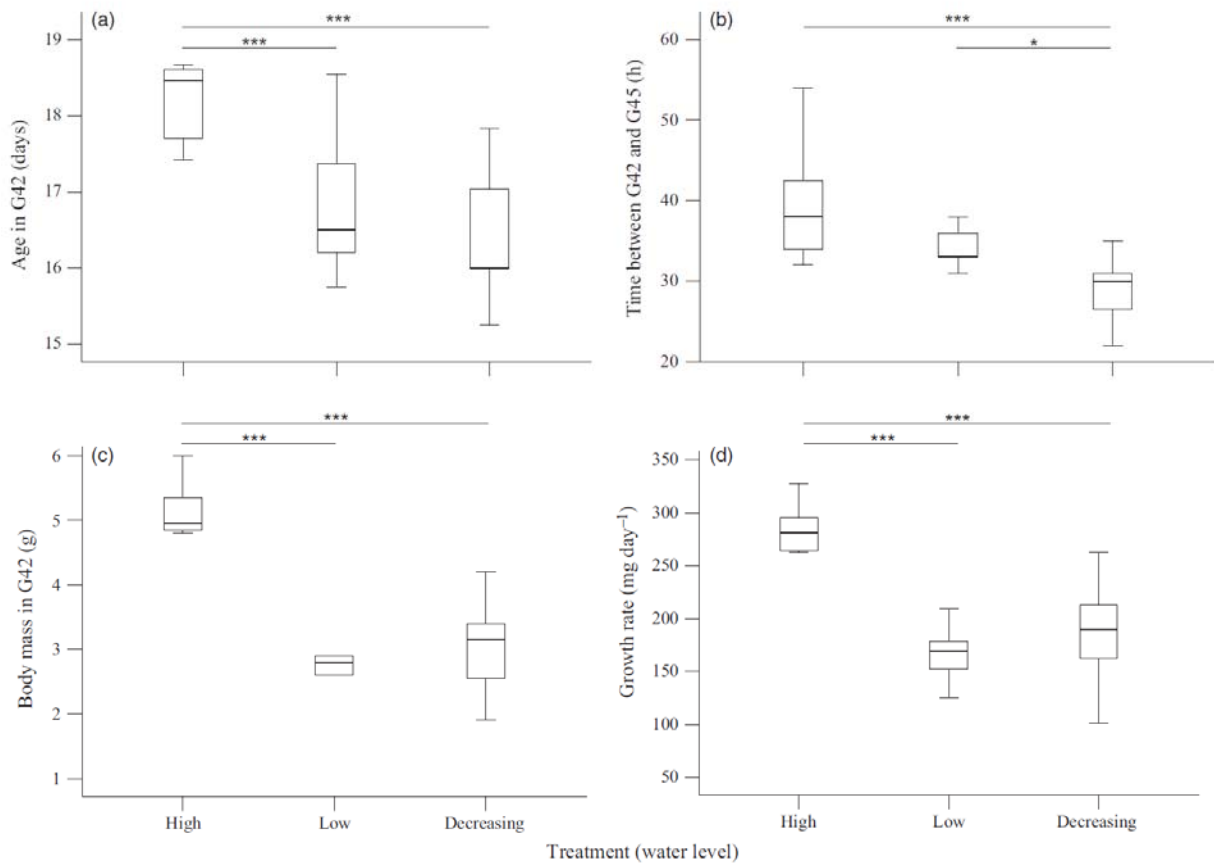 (a)
***
***
19
18
17
16
15
Age in G42 (days)
(b)
***
*
60
50
40
30
20
Time between G42 and G45 (h)
(c)
***
***
6
5
4
3
2
1
Body mass in G42 (g)
High
Low
Decreasing
(d)
***
***
350
300
250
200
150
100
50
Growth rate (mg day⁻¹)
High
Low
Decreasing
Treatment (water level)